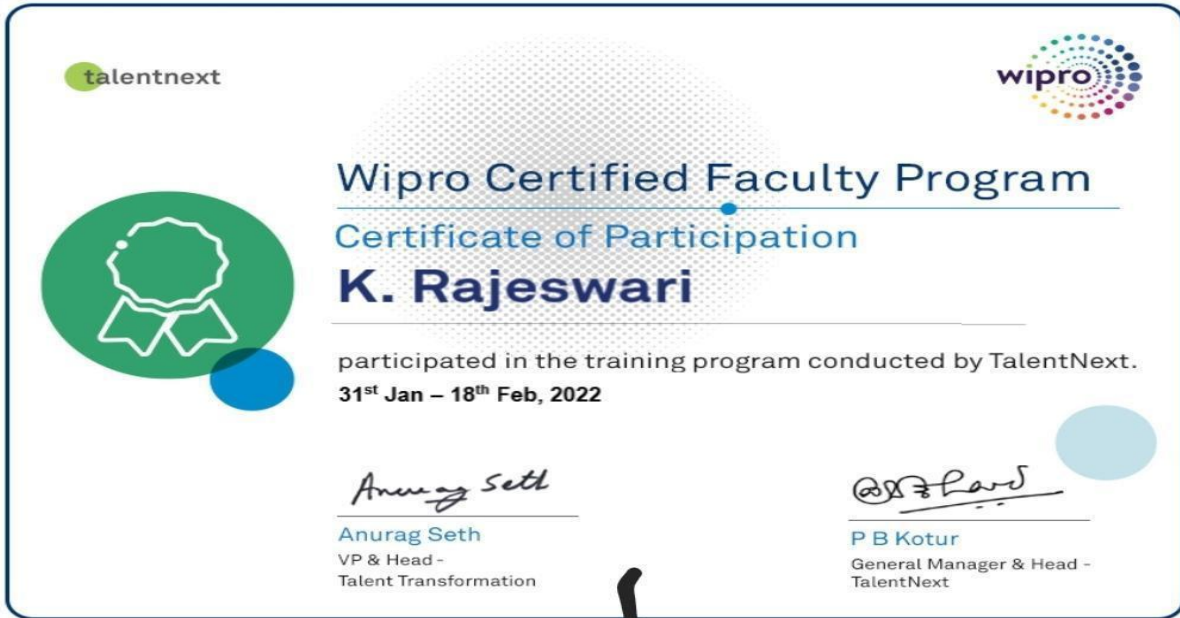 talentnext
wipro
Wipro Certified Faculty Program
Certificate of Participation
K. Rajeswari
participated in the training program conducted by TalentNext.
31st Jan – 18th Feb, 2022
Anurag Seth
Anurag Seth
VP & Head -
Talent Transformation
P B Kotur
General Manager & Head -
TalentNext